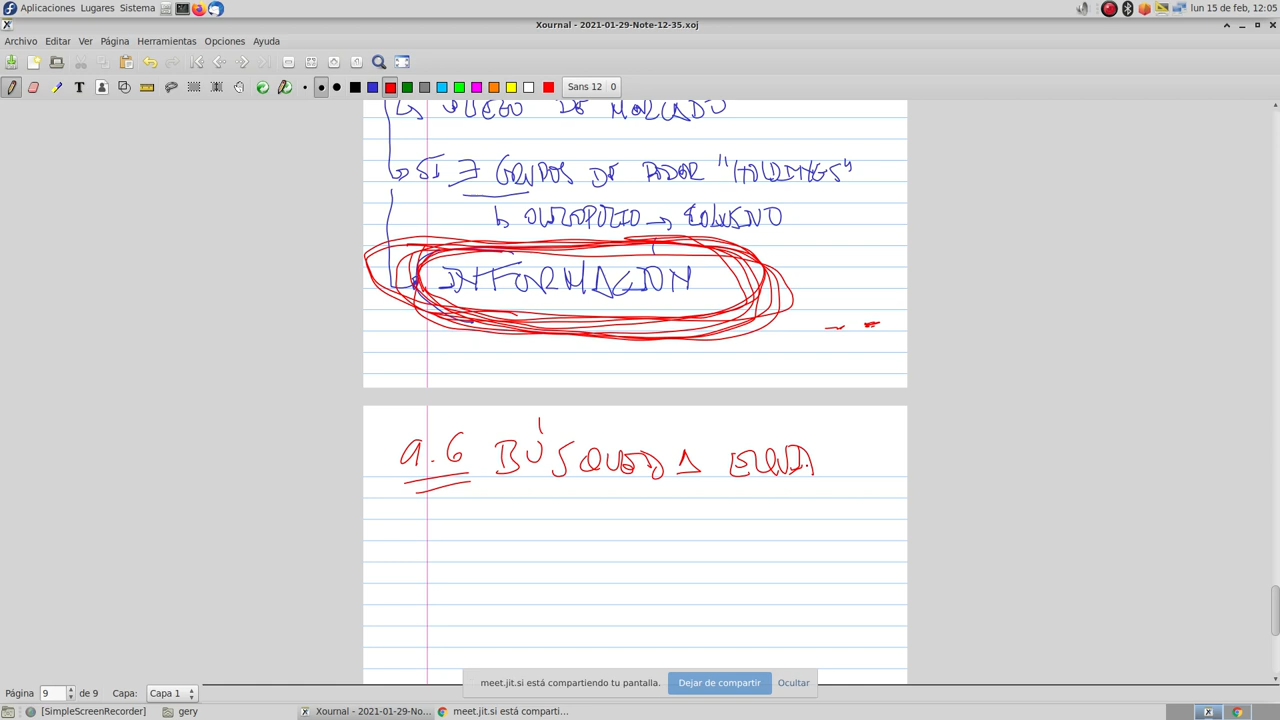 Aplicaciones Lugares Sistema lun 15 de feb, 12:05
Xournal - 2021-01-29-Note-12-35.xoj
Archivo Editar Ver Página Herramientas Opciones Ayuda
Sans 12 0
JUEGO DE MERCADO
SI ∃ GRUPOS DE PODER "HOLDINGS"
OLIGOPOLIO →
INFORMACION
a.6 BÚSQUEDA
meet.jit.si está compartiendo tu pantalla. Dejar de compartir Ocultar
Página 9 de 9 Capa: Capa 1
[SimpleScreenRecorder] gery Xournal - 2021-01-29-No... meet.jit.si está comparti...